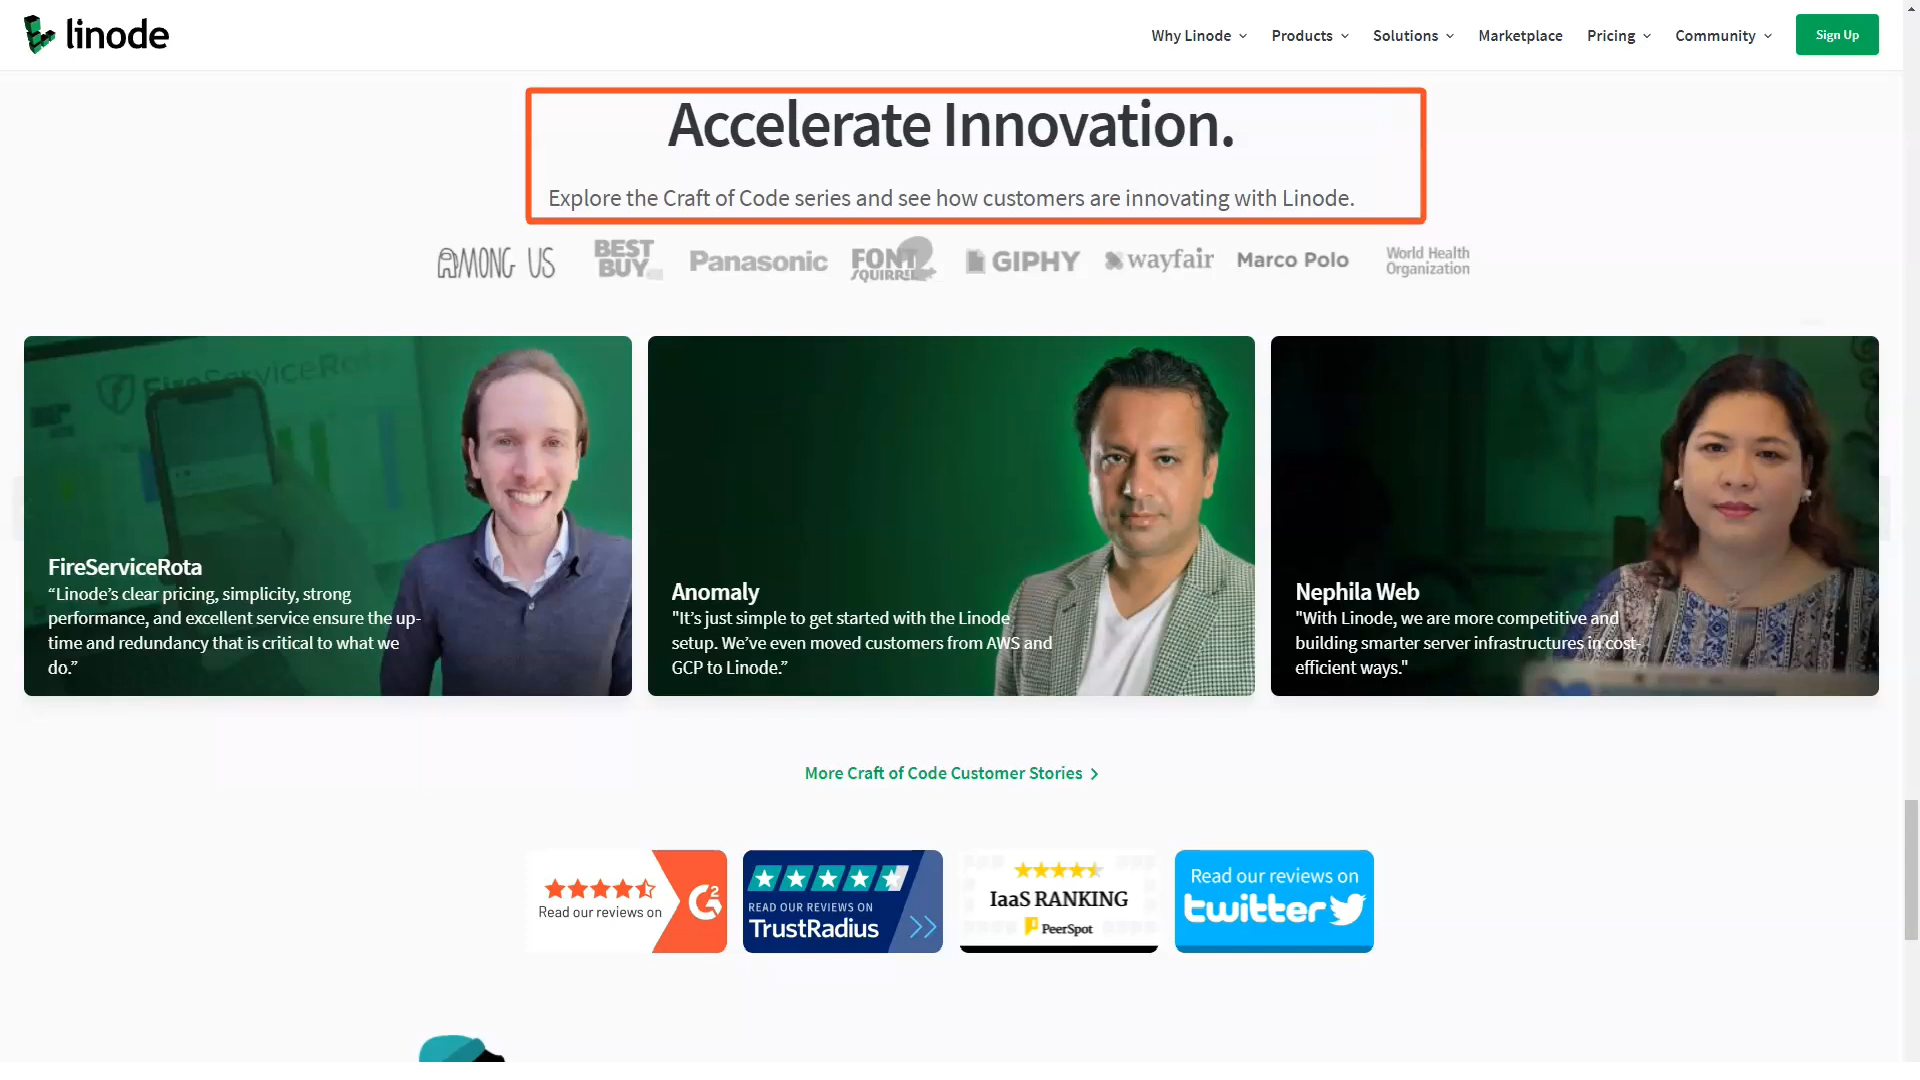 linode
Why Linode
Products
Solutions
Marketplace
Pricing
Community
Sign Up
Accelerate Innovation.
Explore the Craft of Code series and see how customers are innovating with Linode.
AMONG US
BEST BUY
Panasonic
FONT SQUIRREL
GIPHY
wayfair
Marco Polo
World Health Organization
FireServiceRota
FireServiceRota
“Linode’s clear pricing, simplicity, strong
performance, and excellent service ensure the up-
time and redundancy that is critical to what we
do.”
Anomaly
"It’s just simple to get started with the Linode
setup. We’ve even moved customers from AWS and
GCP to Linode.”
Nephila Web
"With Linode, we are more competitive and
building smarter server infrastructures in cost-
efficient ways."
More Craft of Code Customer Stories
Read our reviews on
G2
READ OUR REVIEWS ON
TrustRadius
IaaS RANKING
PeerSpot
Read our reviews on
twitter